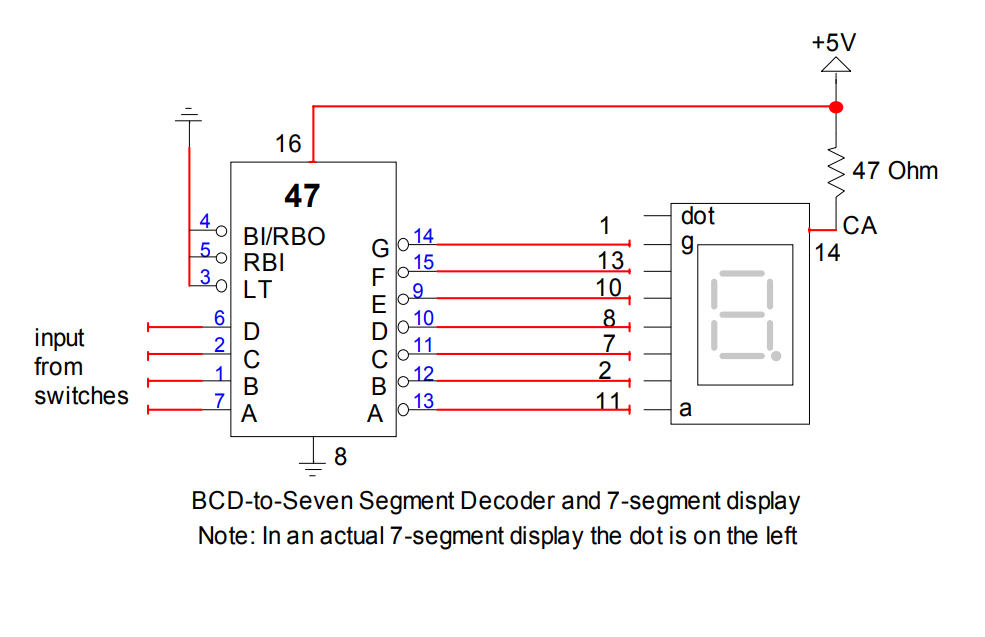 +5V
16
47 Ohm
47
4
BI/RBO
5
RBI
3
LT
G
14
1
dot
g
CA
14
F
15
13
E
9
10
6
D
D
10
8
input
from
switches
2
C
C
11
7
1
B
B
12
2
7
A
A
13
11
a
8
BCD-to-Seven Segment Decoder and 7-segment display
Note: In an actual 7-segment display the dot is on the left